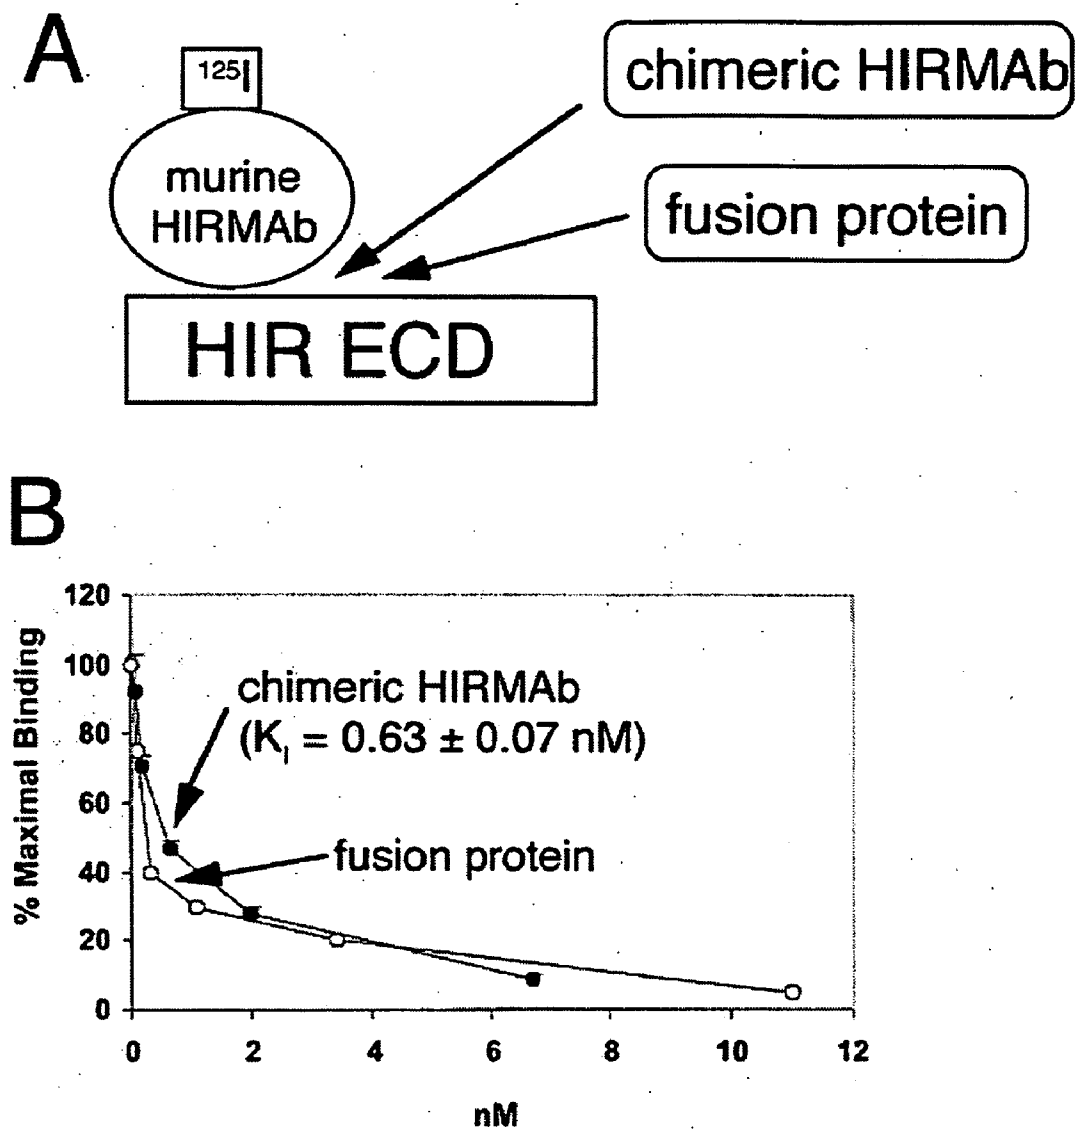 A
125I
chimeric HIRMAb
murine
HIRMAb
fusion protein
HIR ECD
B
120
100
80
60
40
20
0
% Maximal Binding
chimeric HIRMAb
(KI = 0.63 ± 0.07 nM)
fusion protein
0 2 4 6 8 10 12
nM